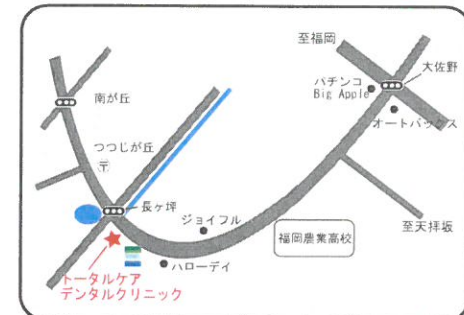 至福岡
大佐野
パチンコ
Big Apple
オートバックス
南が丘
つつじが丘
〒
長ヶ坪
ジョイフル
福岡農業高校
至天拝坂
ハローデイ
トータルケア
デンタルクリニック